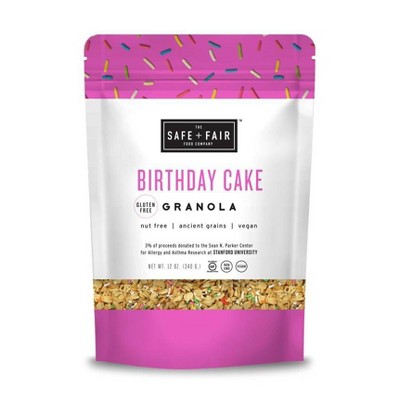 THE
SAFE + FAIR
FOOD COMPANY
™
BIRTHDAY CAKE
GLUTEN FREE
GRANOLA
nut free | ancient grains | vegan
3% of proceeds donated to the Sean N. Parker Center
for Allergy and Asthma Research at STANFORD UNIVERSITY
NET WT. 12 OZ. (340 G.)